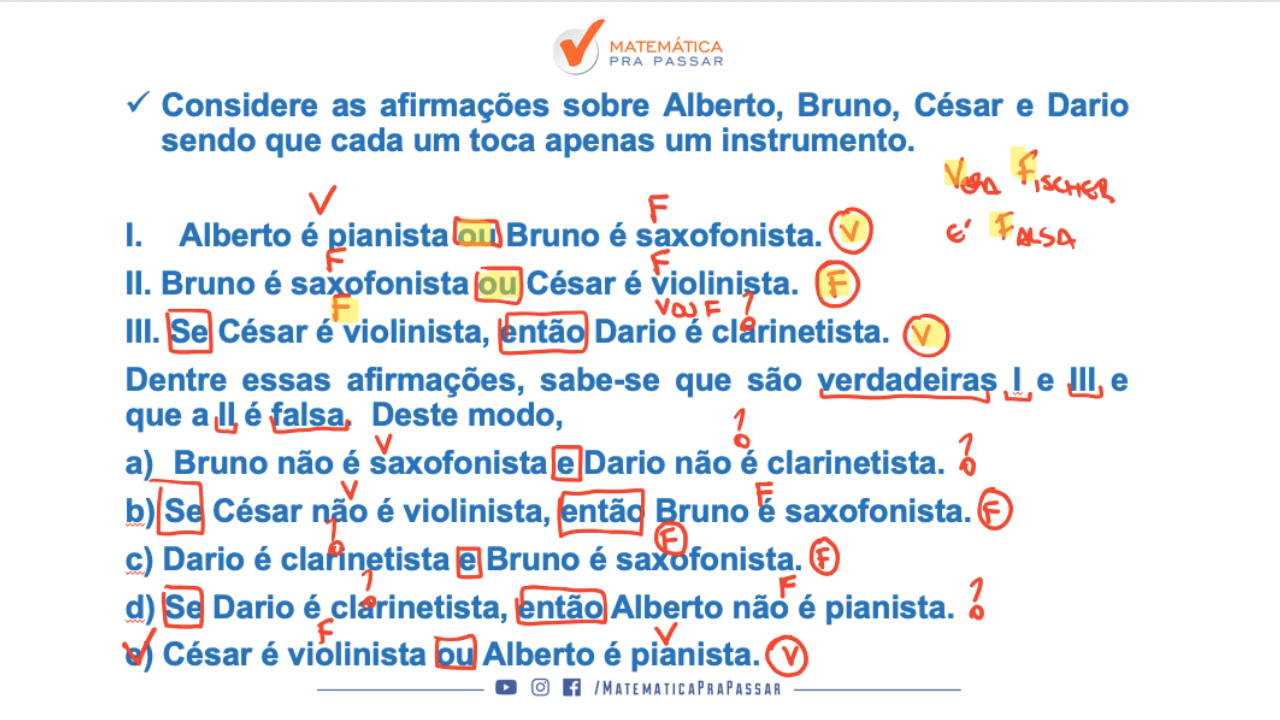 MATEMÁTICA
PRA PASSAR
✓ Considere as afirmações sobre Alberto, Bruno, César e Dario
sendo que cada um toca apenas um instrumento.
VERA FISCHER
É FALSA
V F
I. Alberto é pianista ou Bruno é saxofonista. V
F F
II. Bruno é saxofonista ou César é violinista. F
F V OU F ?
III. Se César é violinista, então Dario é clarinetista. V
Dentre essas afirmações, sabe-se que são verdadeiras I e III e
que a II é falsa. Deste modo,
V ?
a) Bruno não é saxofonista e Dario não é clarinetista. ?
V F
b) Se César não é violinista, então Bruno é saxofonista. F
? F
c) Dario é clarinetista e Bruno é saxofonista. F
? F
d) Se Dario é clarinetista, então Alberto não é pianista. ?
F V
e) César é violinista ou Alberto é pianista. V
/MATEMATICAPRAPASSAR